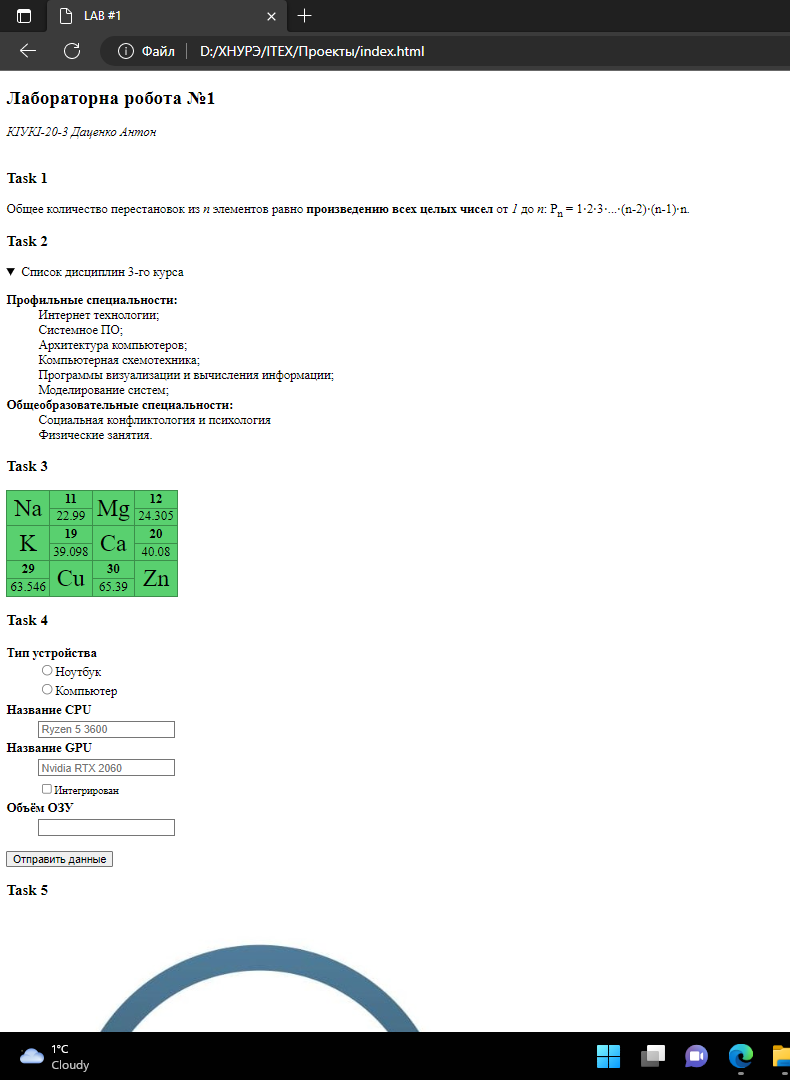 LAB #1
Файл
D:/ХНУРЭ/ITEX/Проекты/index.html
Лабораторна робота №1
КІУКІ-20-3 Даценко Антон
Task 1
Общее количество перестановок из n элементов равно произведению всех целых чисел от 1 до n: Pn = 1·2·3·...·(n-2)·(n-1)·n.
Task 2
▼ Список дисциплин 3-го курса
Профильные специальности:
Интернет технологии;
Системное ПО;
Архитектура компьютеров;
Компьютерная схемотехника;
Программы визуализации и вычисления информации;
Моделирование систем;
Общеобразовательные специальности:
Социальная конфликтология и психология
Физические занятия.
Task 3
Na 11 Mg 12
22.99 24.305
K 19 Ca 20
39.098 40.08
29 Cu 30 Zn
63.546 65.39
Task 4
Тип устройства
Ноутбук
Компьютер
Название CPU
Ryzen 5 3600
Название GPU
Nvidia RTX 2060
Интегрирован
Объём ОЗУ
Отправить данные
Task 5
1°C
Cloudy